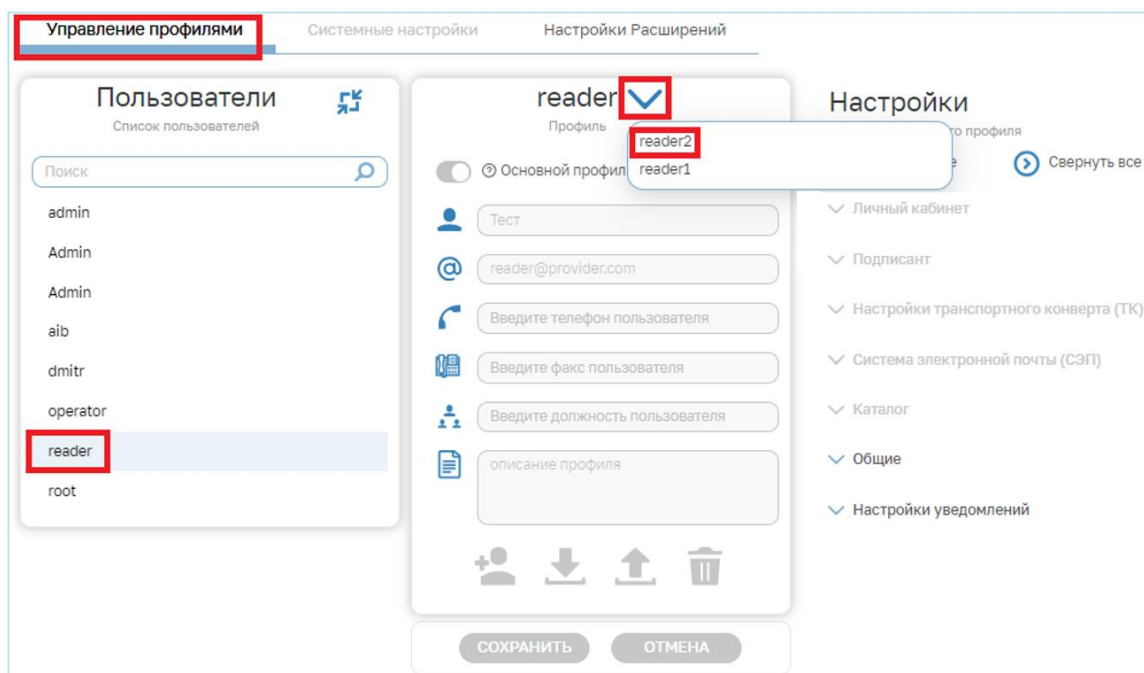 Управление профилями
Системные настройки
Настройки Расширений
Пользователи
Список пользователей
Поиск
admin
Admin
Admin
aib
dmitr
operator
reader
root
reader
Профиль
reader2
reader1
Основной
Тест
reader@provider.com
Введите телефон пользователя
Введите факс пользователя
Введите должность пользователя
описание профиля
СОХРАНИТЬ
ОТМЕНА
Настройки
профиля
Свернуть все
Личный кабинет
Подписант
Настройки транспортного конверта (ТК)
Система электронной почты (СЭП)
Каталог
Общие
Настройки уведомлений